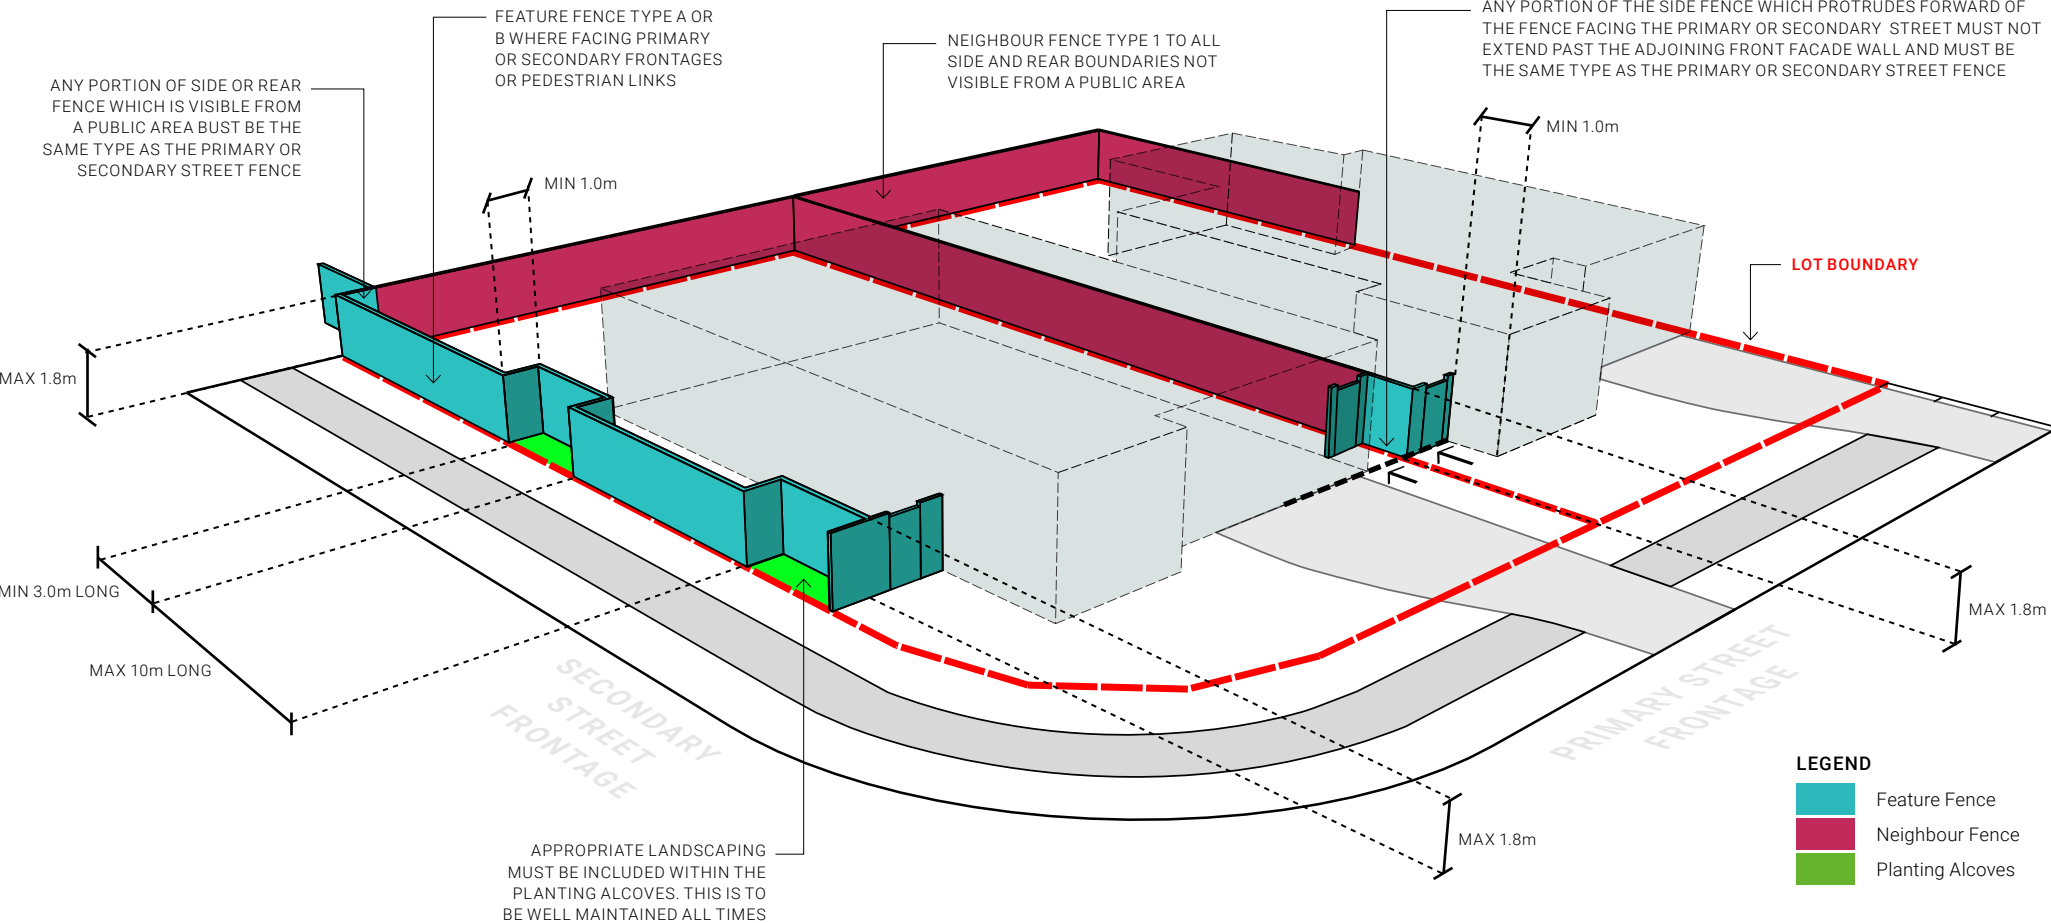 FEATURE FENCE TYPE A OR
B WHERE FACING PRIMARY
OR SECONDARY FRONTAGES
OR PEDESTRIAN LINKS
NEIGHBOUR FENCE TYPE 1 TO ALL
SIDE AND REAR BOUNDARIES NOT
VISIBLE FROM A PUBLIC AREA
ANY PORTION OF THE SIDE FENCE WHICH PROTRUDES FORWARD OF
THE FENCE FACING THE PRIMARY OR SECONDARY STREET MUST NOT
EXTEND PAST THE ADJOINING FRONT FACADE WALL AND MUST BE
THE SAME TYPE AS THE PRIMARY OR SECONDARY STREET FENCE
ANY PORTION OF SIDE OR REAR
FENCE WHICH IS VISIBLE FROM
A PUBLIC AREA BUST BE THE
SAME TYPE AS THE PRIMARY OR
SECONDARY STREET FENCE
MIN 1.0m
MIN 1.0m
LOT BOUNDARY
MAX 1.8m
MIN 3.0m LONG
MAX 10m LONG
MAX 1.8m
SECONDARY
STREET
FRONTAGE
PRIMARY STREET
FRONTAGE
MAX 1.8m
APPROPRIATE LANDSCAPING
MUST BE INCLUDED WITHIN THE
PLANTING ALCOVES. THIS IS TO
BE WELL MAINTAINED ALL TIMES
LEGEND
Feature Fence
Neighbour Fence
Planting Alcoves